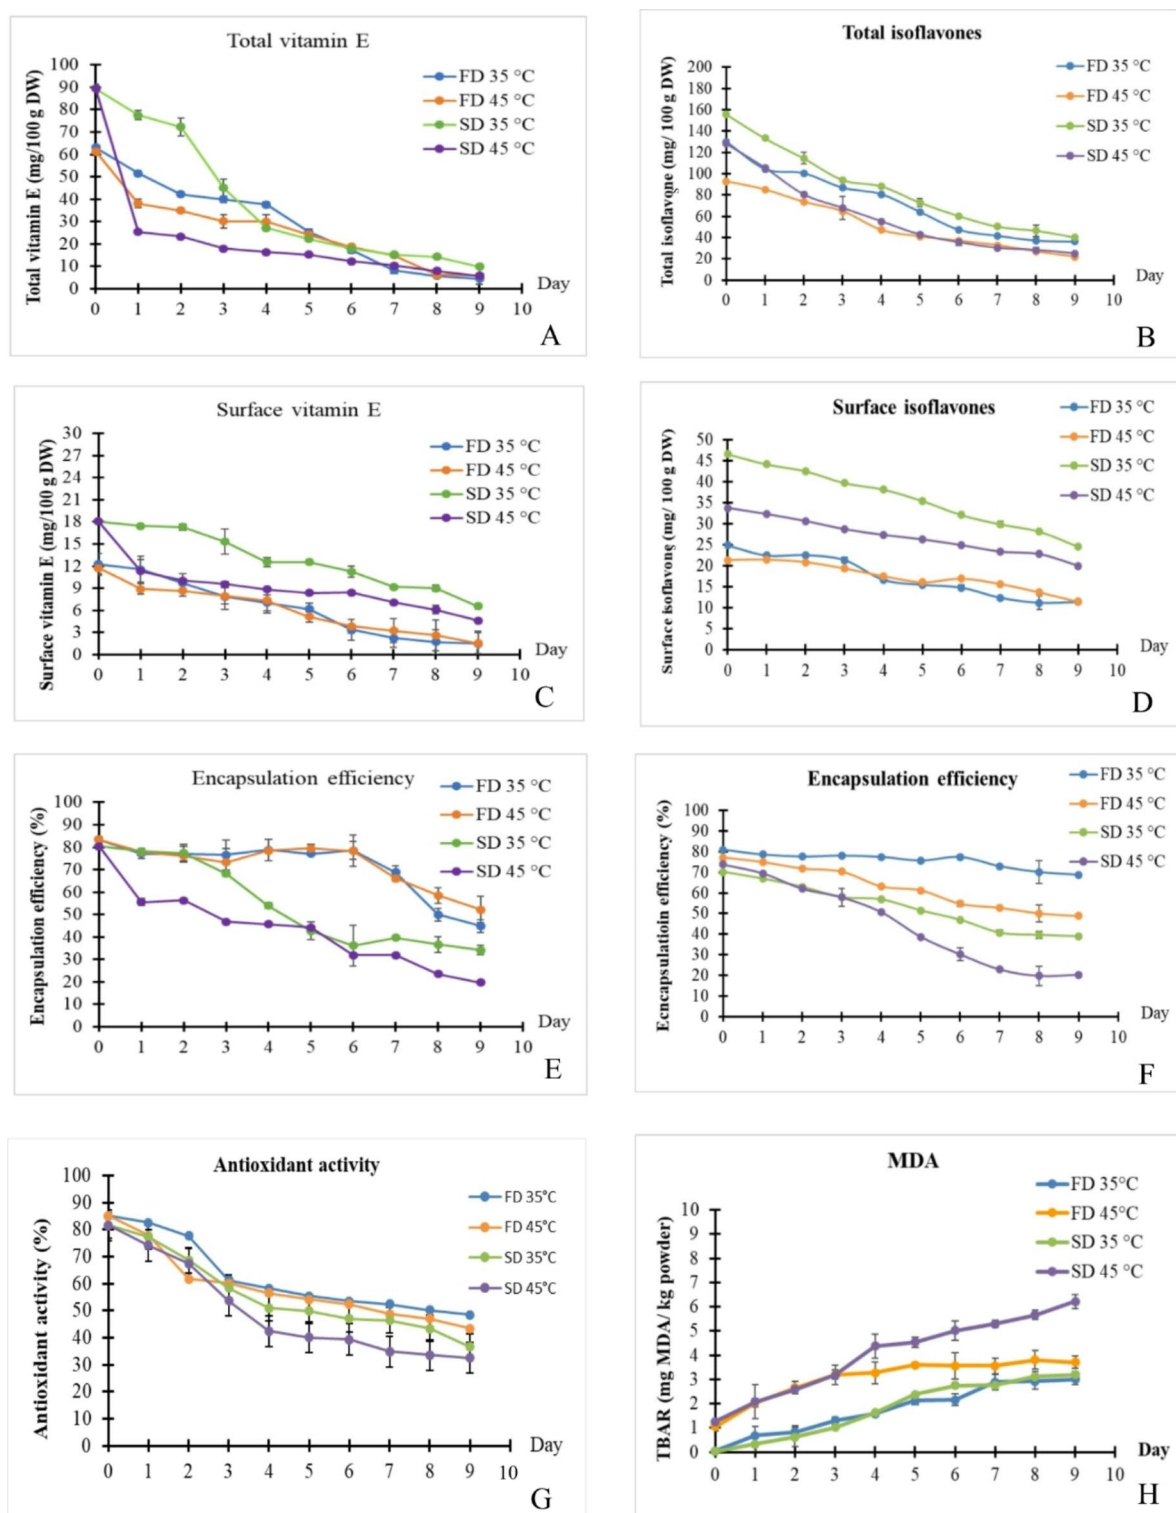 Total vitamin E
Total vitamin E (mg/100 g DW)
100
90
80
70
60
50
40
30
20
10
0
0 1 2 3 4 5 6 7 8 9 10
Day
FD 35 °C
FD 45 °C
SD 35 °C
SD 45 °C
A
Total isoflavones
Total isoflavone (mg/ 100 g DW)
200
180
160
140
120
100
80
60
40
20
0
0 1 2 3 4 5 6 7 8 9 10
FD 35 °C
FD 45 °C
SD 35 °C
SD 45 °C
B
Surface vitamin E
Surface vitamin E (mg/100 g DW)
30
27
24
21
18
15
12
9
6
3
0
0 1 2 3 4 5 6 7 8 9 10
Day
FD 35 °C
FD 45 °C
SD 35 °C
SD 45 °C
C
Surface isoflavones
Surface isoflavong (mg/ 100 g DW)
50
45
40
35
30
25
20
15
10
5
0
0 1 2 3 4 5 6 7 8 9 10
FD 35 °C
FD 45 °C
SD 35 °C
SD 45 °C
D
Encapsulation efficiency
Encapsulation efficiency (%)
100
90
80
70
60
50
40
30
20
10
0
0 1 2 3 4 5 6 7 8 9 10
Day
FD 35 °C
FD 45 °C
SD 35 °C
SD 45 °C
E
Encapsulation efficiency
Ecncapsulatioin efficiency (%)
100
90
80
70
60
50
40
30
20
10
0
0 1 2 3 4 5 6 7 8 9 10
Day
FD 35 °C
FD 45 °C
SD 35 °C
SD 45 °C
F
Antioxidant activity
Antioxidant activity (%)
100
90
80
70
60
50
40
30
20
10
0
0 1 2 3 4 5 6 7 8 9 10
Day
FD 35°C
FD 45°C
SD 35°C
SD 45°C
G
MDA
TBAR (mg MDA/ kg powder)
10
9
8
7
6
5
4
3
2
1
0
0 1 2 3 4 5 6 7 8 9 10
Day
FD 35°C
FD 45°C
SD 35 °C
SD 45 °C
H